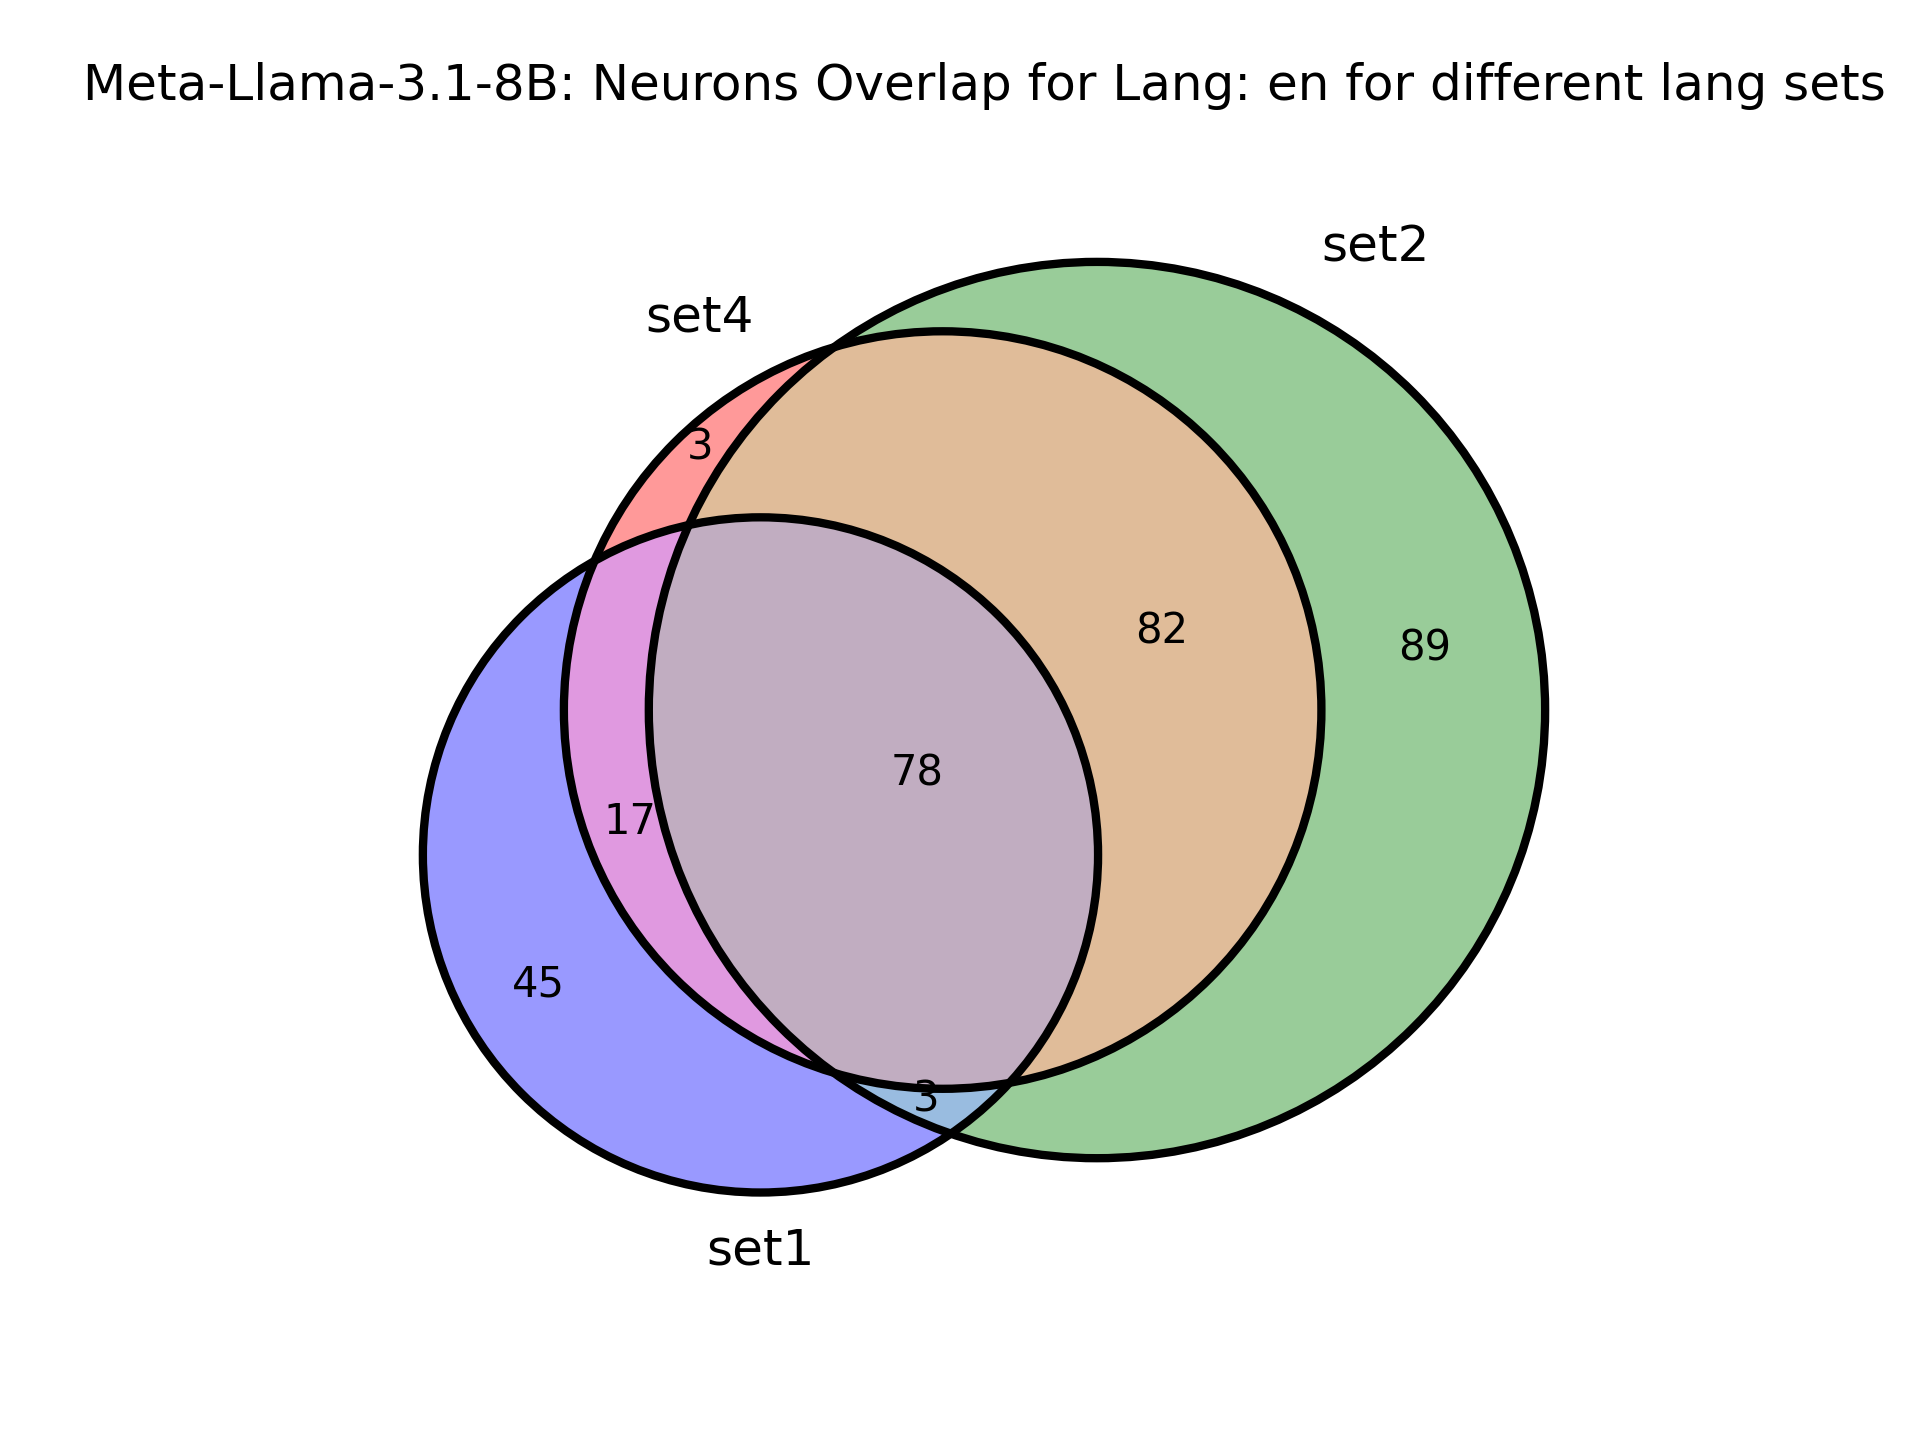 Meta-Llama-3.1-8B: Neurons Overlap for Lang: en for different lang sets
set2
set4
3
82
89
78
17
45
3
set1